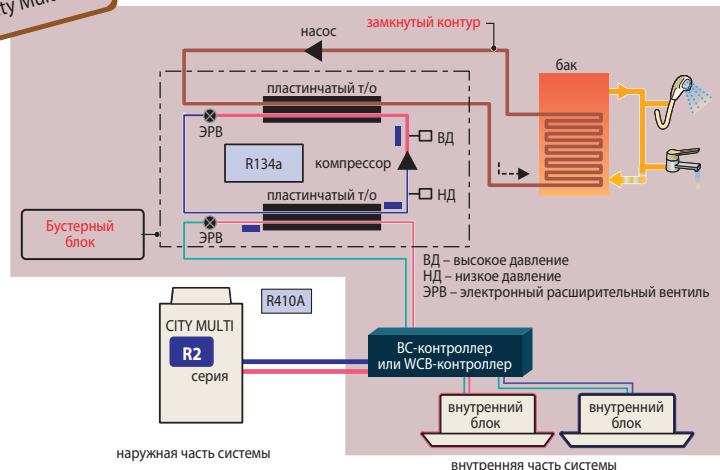 ty Mult
замкнутый контур
насос
бак
пластинчатый т/о
ЭРВ
ВД
R134a
компрессор
пластинчатый т/о
НД
Бустерный
блок
ЭРВ
ВД – высокое давление
НД – низкое давление
ЭРВ – электронный расширительный вентиль
R410A
CITY MULTI
R2
серия
BC-контроллер
или WCB-контроллер
внутренний
блок
внутренний
блок
наружная часть системы
внутренняя часть системы